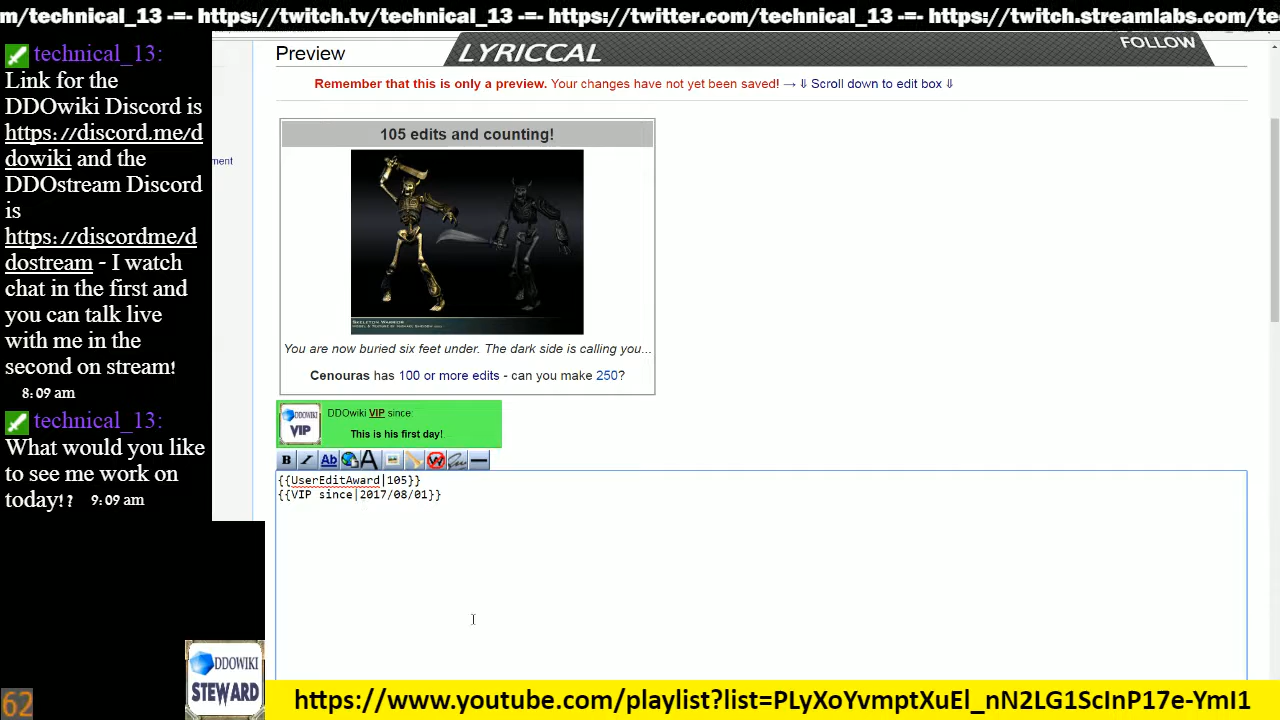 m/technical_13 -=- https://twitch.tv/technical_13 -=- https://twitter.com/technical_13 -=- https://twitch.streamlabs.com/te
technical_13:
Link for the
DDOwiki Discord is
https://discord.me/d
dowiki and the
DDOstream Discord
is
https://discordme/d
dostream - I watch
chat in the first and
you can talk live
with me in the
second on stream!
8:09 am
technical_13:
What would you like
to see me work on
today!? 9:09 am
62
DDOWIKI
STEWARD
ment
Preview
LYRICCAL
FOLLOW
Remember that this is only a preview. Your changes have not yet been saved! → ⇓ Scroll down to edit box ⇓
105 edits and counting!
SKELETON WARRIOR
You are now buried six feet under. The dark side is calling you...
Cenouras has 100 or more edits - can you make 250?
DDOWIKI
VIP
DDOwiki VIP since:
This is his first day!
B I Ab A W
{{UserEditAward|105}}
{{VIP since|2017/08/01}}
https://www.youtube.com/playlist?list=PLyXoYvmptXuEl_nN2LG1ScInP17e-YmI1